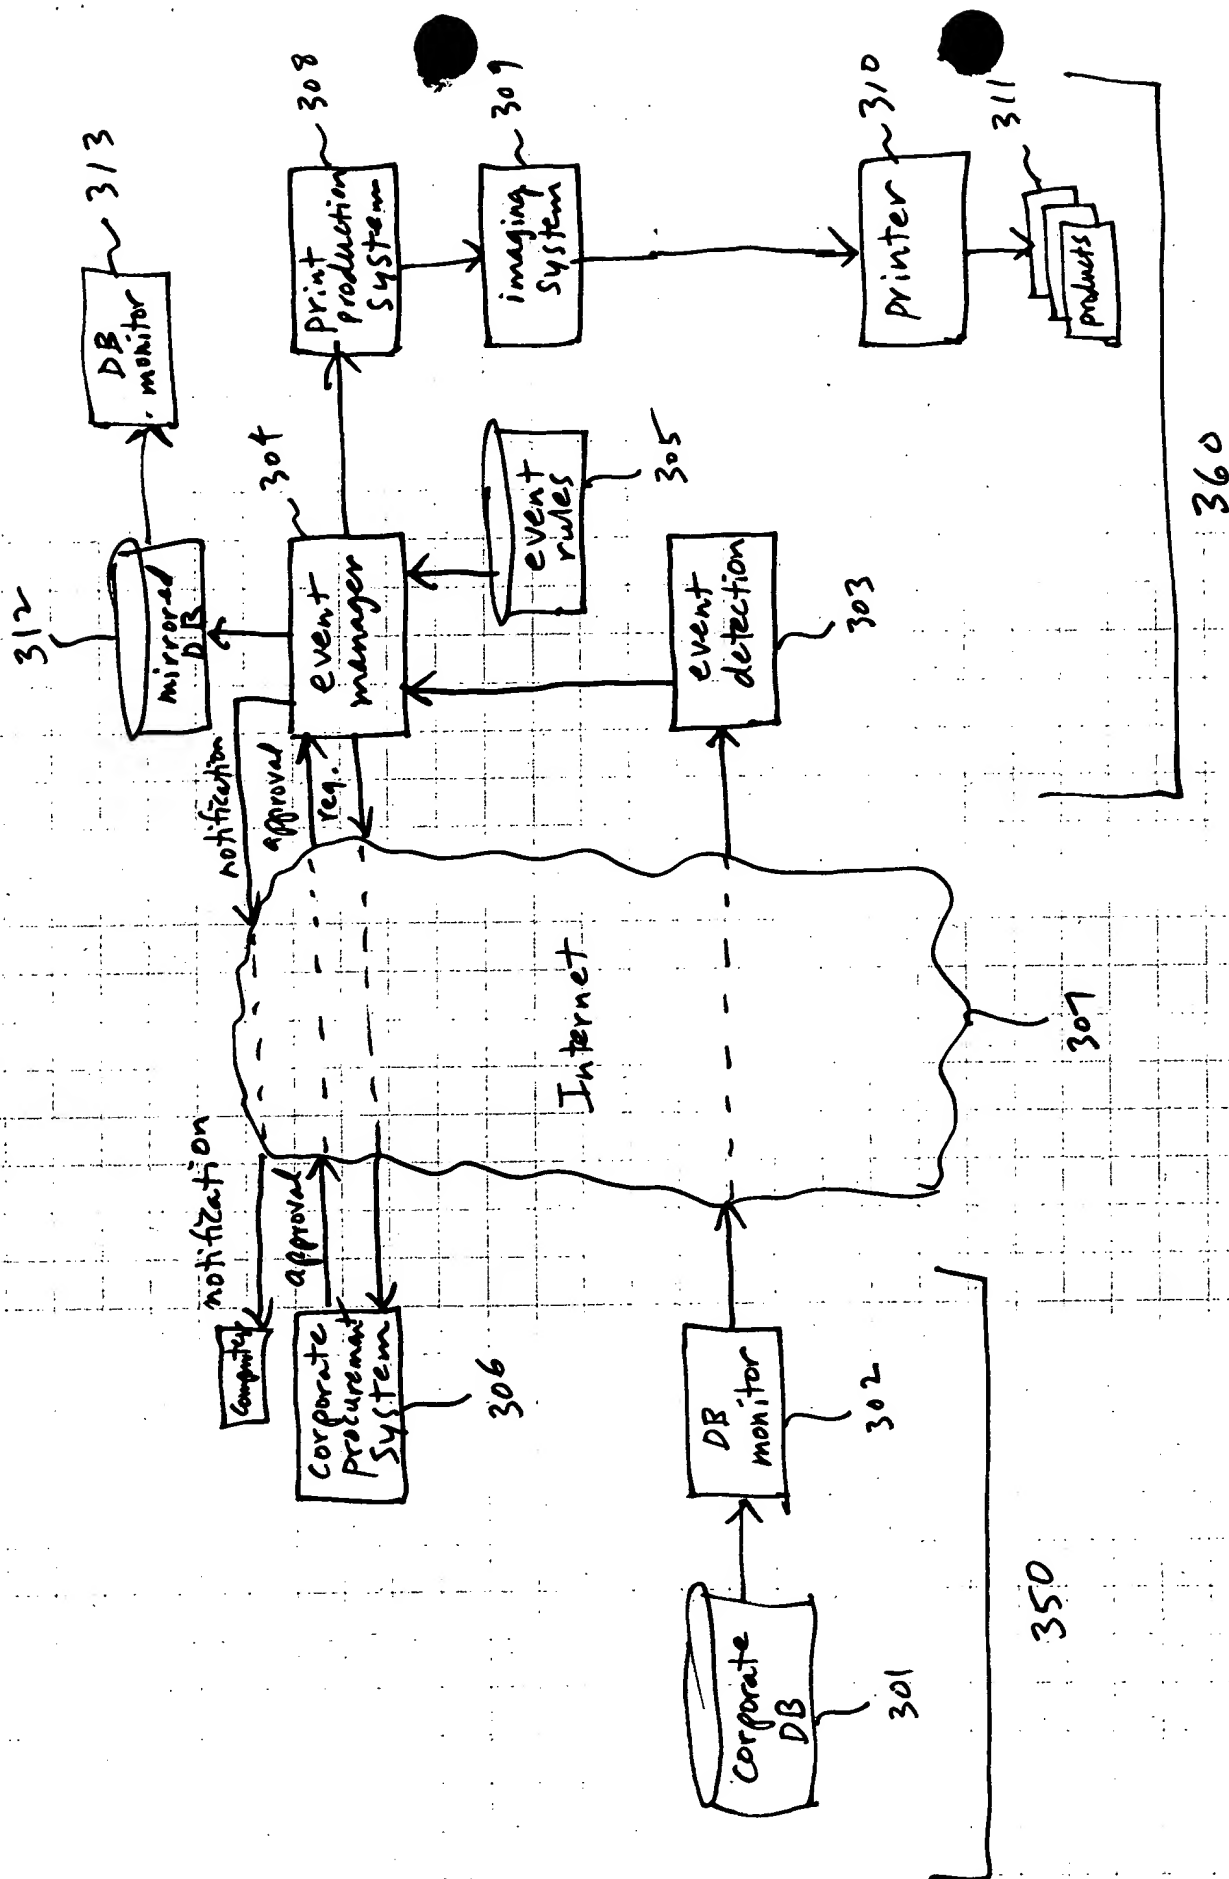 312
mirrored
DB
DB
monitor
313
notification
notification
computer
approval
approval
req.
corporate
procurement
system
306
event
manager
304
print
production
system
308
imaging
system
309
event
rules
305
Internet
307
corporate
DB
301
DB
monitor
302
event
detection
303
printer
310
products
311
350
360